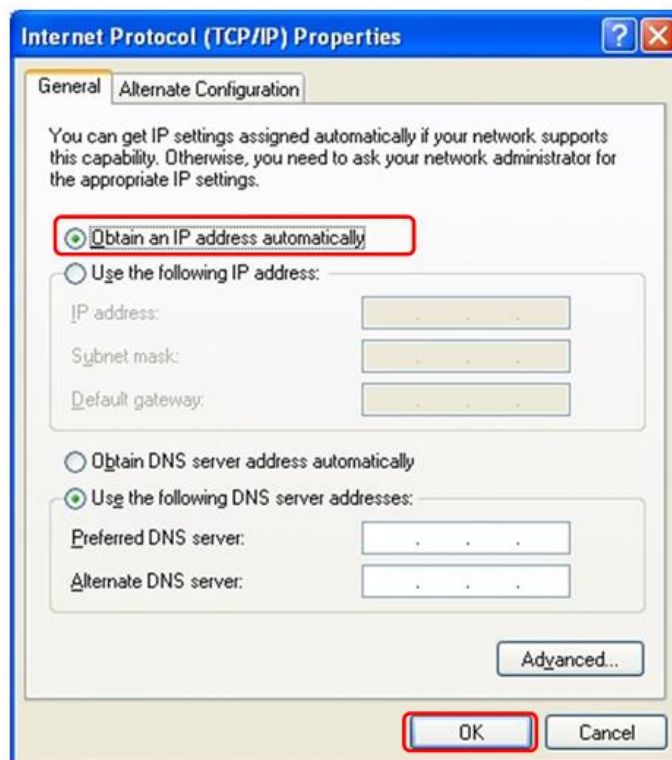 Internet Protocol (TCP/IP) Properties
General
Alternate Configuration
You can get IP settings assigned automatically if your network supports
this capability. Otherwise, you need to ask your network administrator for
the appropriate IP settings.
Obtain an IP address automatically
Use the following IP address:
IP address:
Subnet mask:
Default gateway:
Obtain DNS server address automatically
Use the following DNS server addresses:
Preferred DNS server:
Alternate DNS server:
Advanced...
OK
Cancel